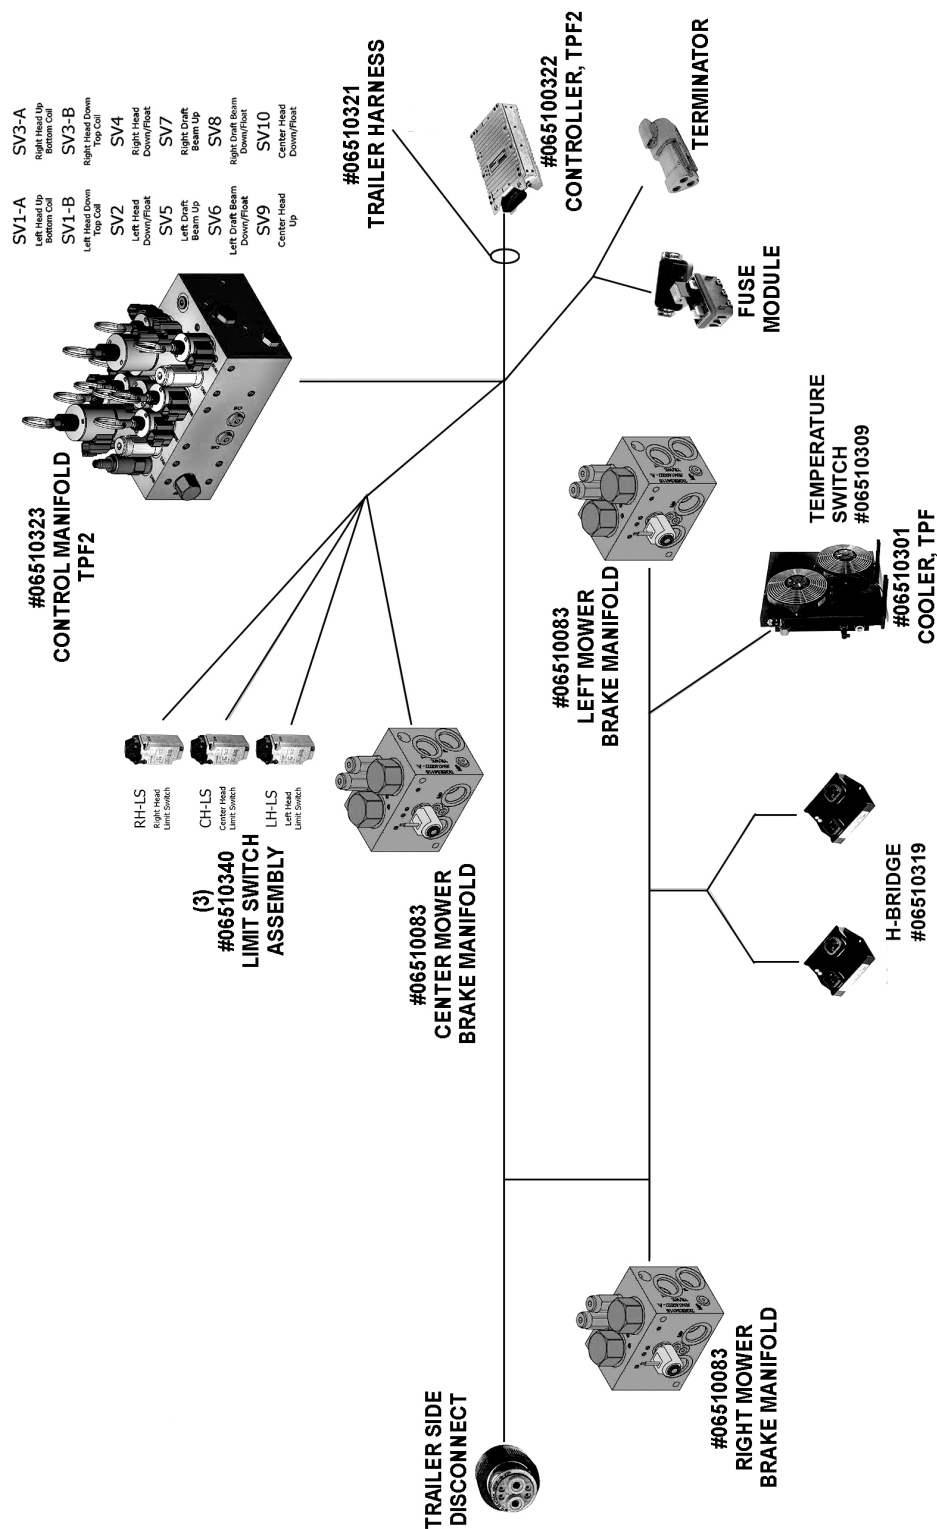 SV1-A
Left Head Up
Bottom Coil
SV1-B
Left Head Down
Top Coil
SV2
Left Head
Down/Float
SV5
Left Draft
Beam Up
SV6
Left Draft Beam
Down/Float
SV9
Center Head
Up
SV3-A
Right Head Up
Bottom Coil
SV3-B
Right Head Down
Top Coil
SV4
Right Head
Down/Float
SV7
Right Draft
Beam Up
SV8
Right Draft Beam
Down/Float
SV10
Center Head
Down/Float
#06510323
CONTROL MANIFOLD
TPF2
#06510321
TRAILER HARNESS
#065100322
CONTROLLER, TPF2
TERMINATOR
FUSE
MODULE
RH-LS
Right Head
Limit Switch
CH-LS
Center Head
Limit Switch
LH-LS
Left Head
Limit Switch
(3)
#06510340
LIMIT SWITCH
ASSEMBLY
#06510083
CENTER MOWER
BRAKE MANIFOLD
#06510083
LEFT MOWER
BRAKE MANIFOLD
TEMPERATURE
SWITCH
#06510309
#06510301
COOLER, TPF
H-BRIDGE
#06510319
TRAILER SIDE
DISCONNECT
#06510083
RIGHT MOWER
BRAKE MANIFOLD